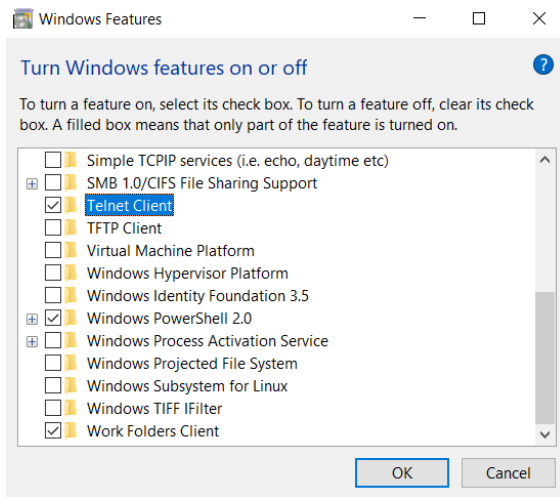 Windows Features
Turn Windows features on or off
?
To turn a feature on, select its check box. To turn a feature off, clear its check
box. A filled box means that only part of the feature is turned on.
Simple TCPIP services (i.e. echo, daytime etc)
SMB 1.0/CIFS File Sharing Support
Telnet Client
TFTP Client
Virtual Machine Platform
Windows Hypervisor Platform
Windows Identity Foundation 3.5
Windows PowerShell 2.0
Windows Process Activation Service
Windows Projected File System
Windows Subsystem for Linux
Windows TIFF IFilter
Work Folders Client
OK Cancel